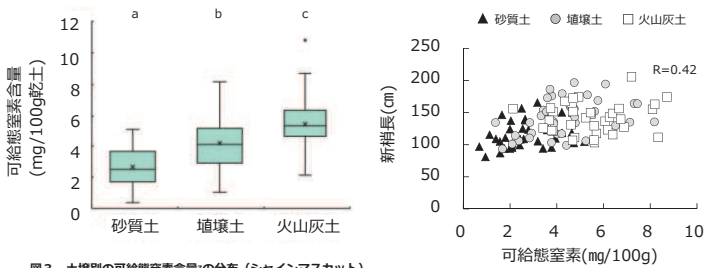 a b c
12
10
8
6
4
2
0
可給態窒素含量
(mg/100g乾土)
砂質土 埴壌土 火山灰土
▲ 砂質土 ● 埴壌土 □ 火山灰土
250
200
150
100
50
0
新梢長(cm)
R=0.42
0 2 4 6 8 10
可給態窒素(mg/100g)